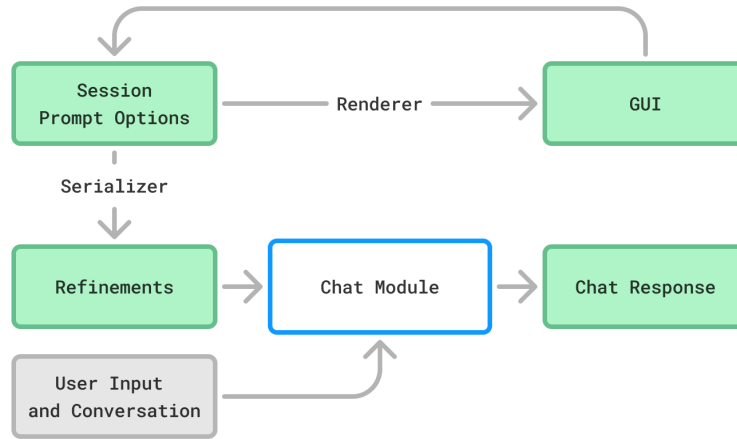 Session
Prompt Options
Renderer
GUI
Serializer
Refinements
Chat Module
Chat Response
User Input
and Conversation